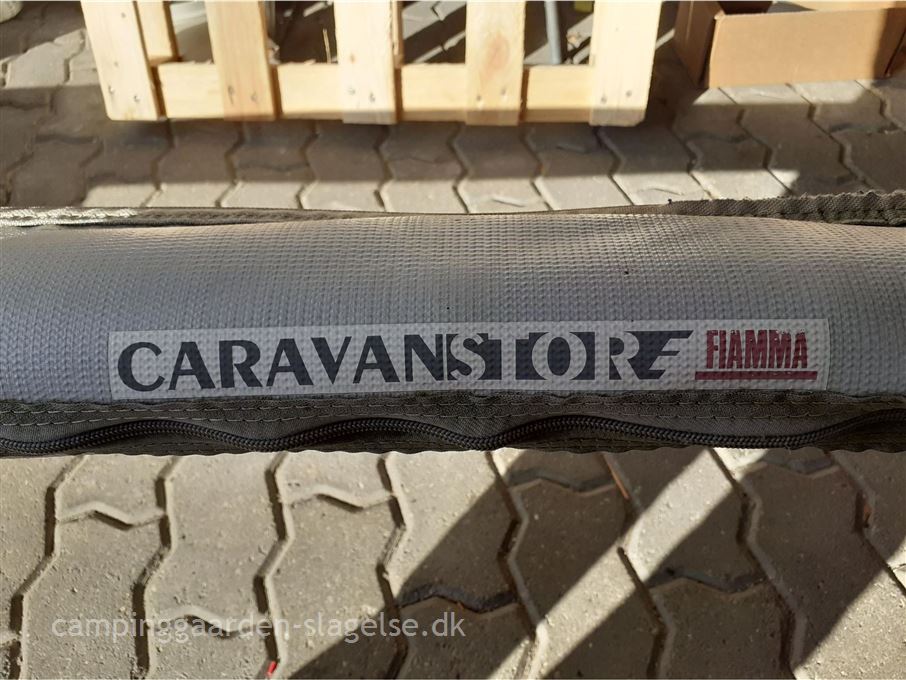 CARAVANSTORE FIAMMA
campinggaarden-slagelse.dk